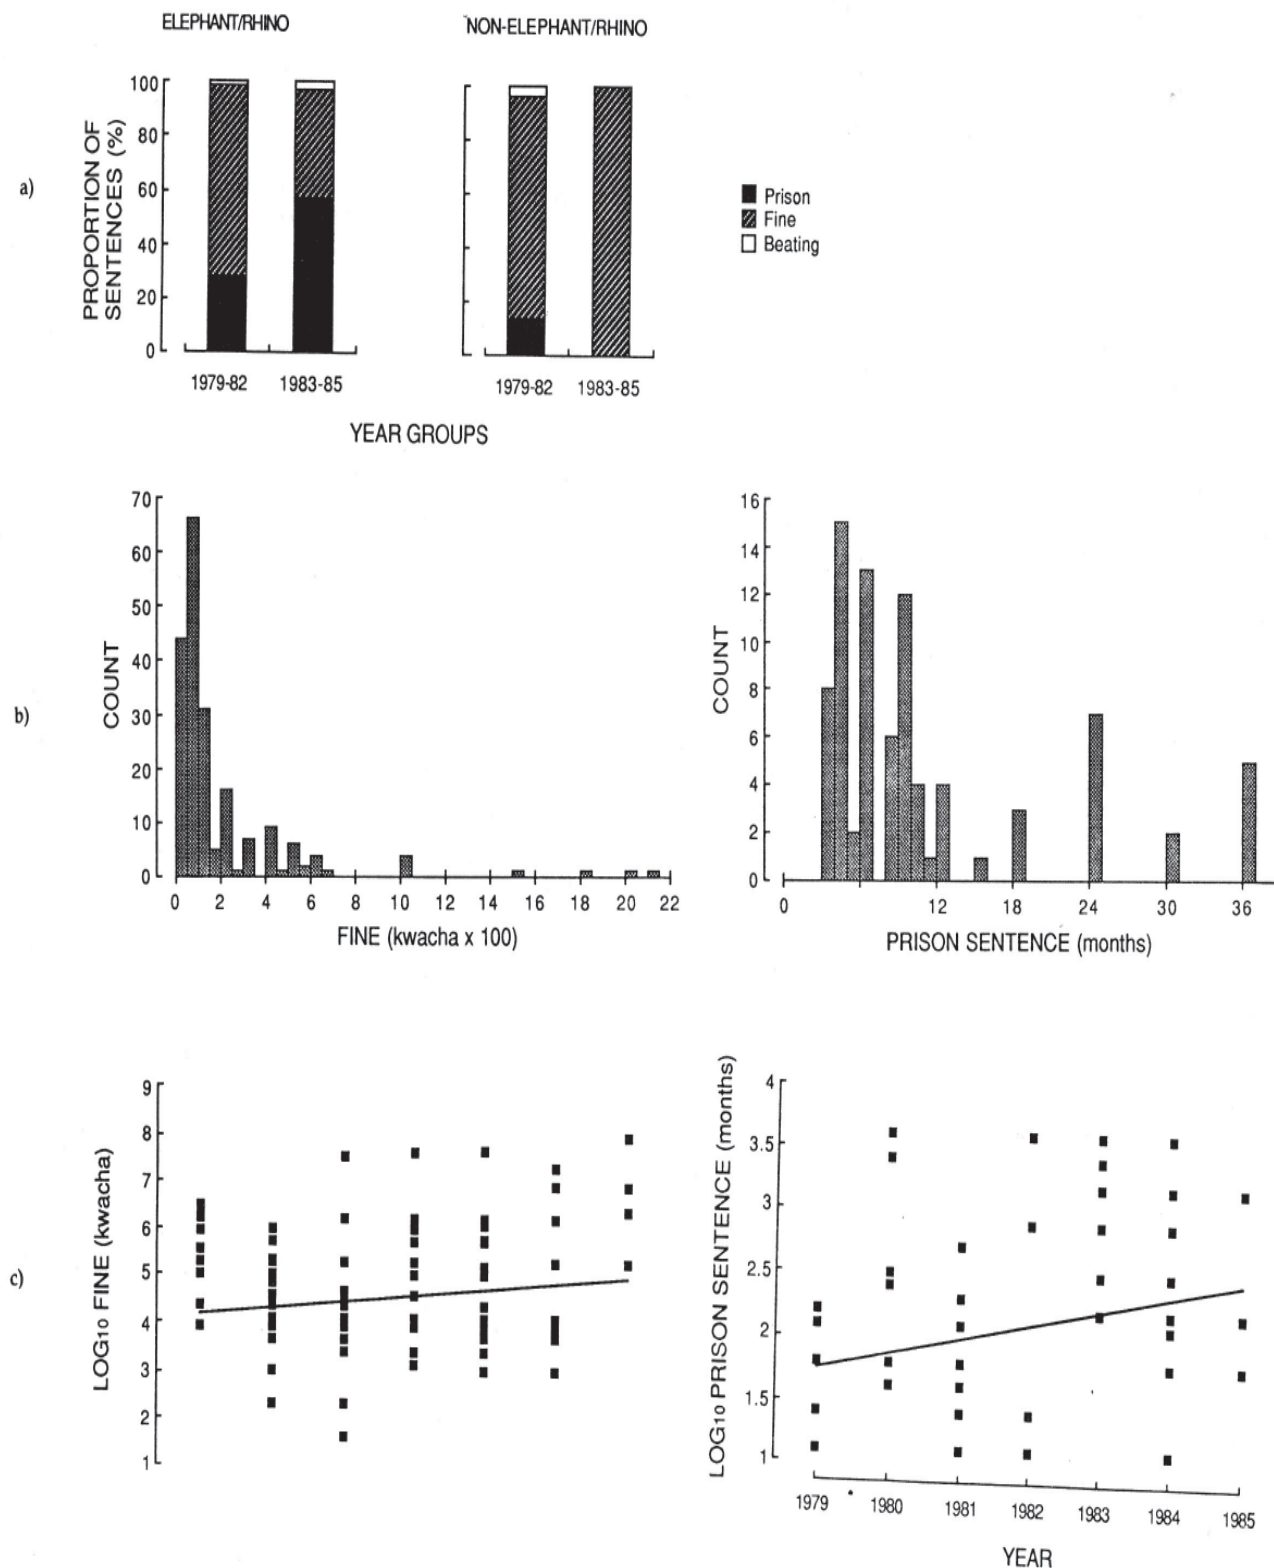 ELEPHANT/RHINO
NON-ELEPHANT/RHINO
a)
PROPORTION OF
SENTENCES (%)
100
80
60
40
20
0
1979-82
1983-85
1979-82
1983-85
YEAR GROUPS
Prison
Fine
Beating
b)
COUNT
70
60
50
40
30
20
10
0
0 2 4 6 8 10 12 14 16 18 20 22
FINE (kwacha x 100)
COUNT
16
14
12
10
8
6
4
2
0
0 12 18 24 30 36
PRISON SENTENCE (months)
c)
LOG10 FINE (kwacha)
9
8
7
6
5
4
3
2
1
LOG10 PRISON SENTENCE (months)
4
3.5
3
2.5
2
1.5
1
1979 1980 1981 1982 1983 1984 1985
YEAR